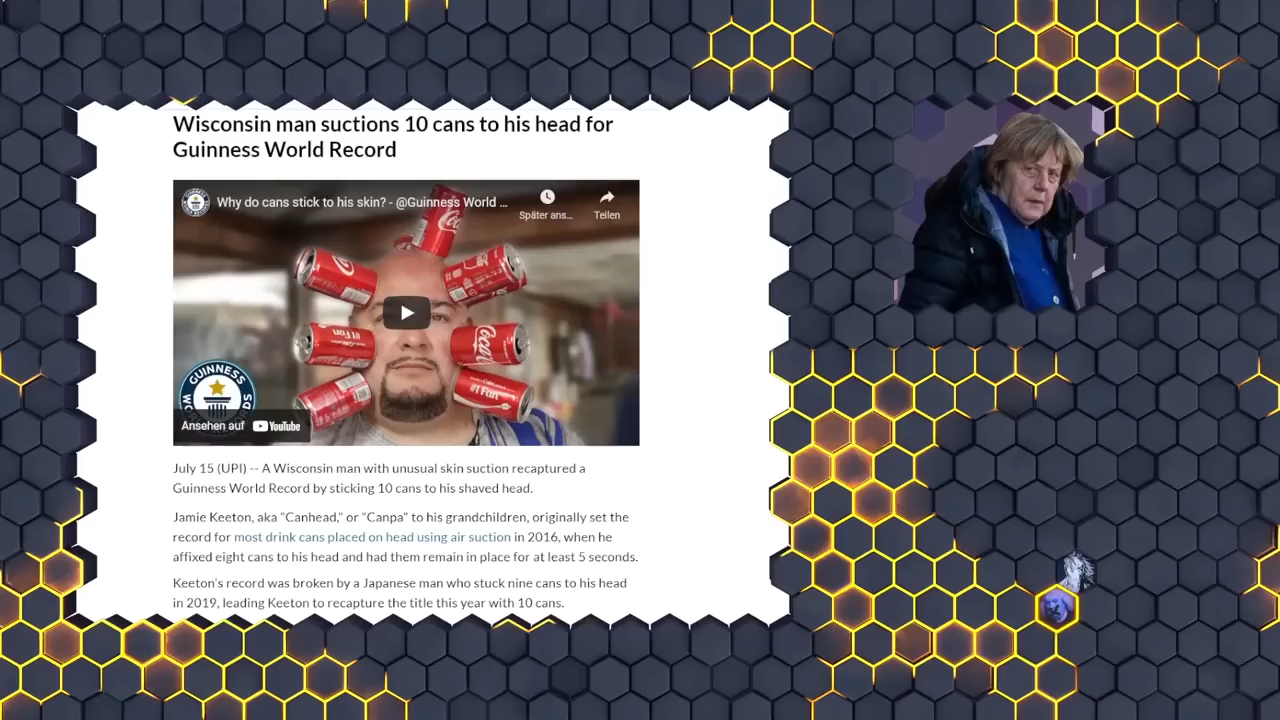 Wisconsin man suctions 10 cans to his head for
Guinness World Record
Why do cans stick to his skin? - @Guinness World ...
Später ans...
Teilen
Coca
#1 Fan
#1 Fan
GUINNESS
Ansehen auf YouTube
July 15 (UPI) -- A Wisconsin man with unusual skin suction recaptured a
Guinness World Record by sticking 10 cans to his shaved head.
Jamie Keeton, aka "Canhead," or "Canpa" to his grandchildren, originally set the
record for most drink cans placed on head using air suction in 2016, when he
affixed eight cans to his head and had them remain in place for at least 5 seconds.
Keeton's record was broken by a Japanese man who stuck nine cans to his head
in 2019, leading Keeton to recapture the title this year with 10 cans.